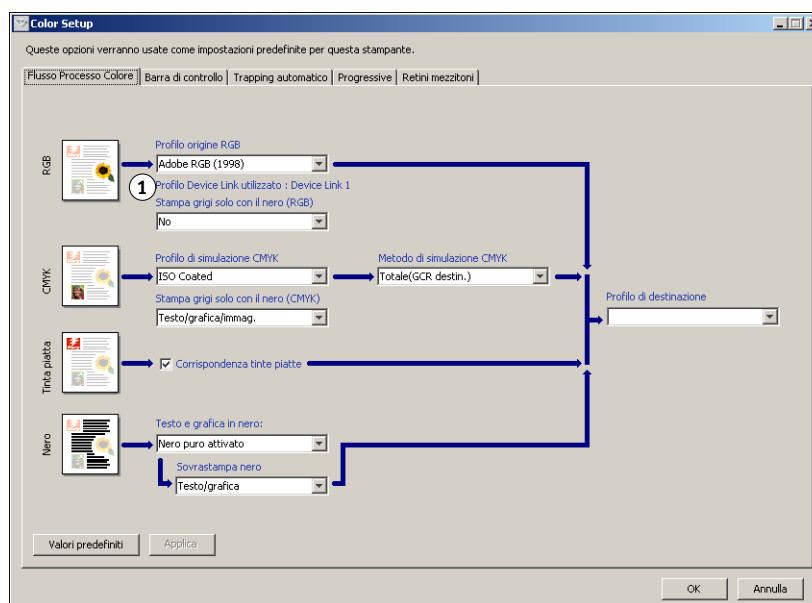 Color Setup
Queste opzioni verranno usate come impostazioni predefinite per questa stampante.
Flusso Processo Colore
Barra di controllo
Trapping automatico
Progressive
Retini mezzitoni
RGB
Profilo origine RGB
Adobe RGB (1998)
1
Profilo Device Link utilizzato : Device Link 1
Stampa grigi solo con il nero (RGB)
No
CMYK
Profilo di simulazione CMYK
ISO Coated
Metodo di simulazione CMYK
Totale(GCR destin.)
Stampa grigi solo con il nero (CMYK)
Testo/grafica/immag.
Profilo di destinazione
Tinta piatta
Corrispondenza tinte piatte
Nero
Testo e grafica in nero:
Nero puro attivato
Sovrastampa nero
Testo/grafica
Valori predefiniti
Applica
OK
Annulla